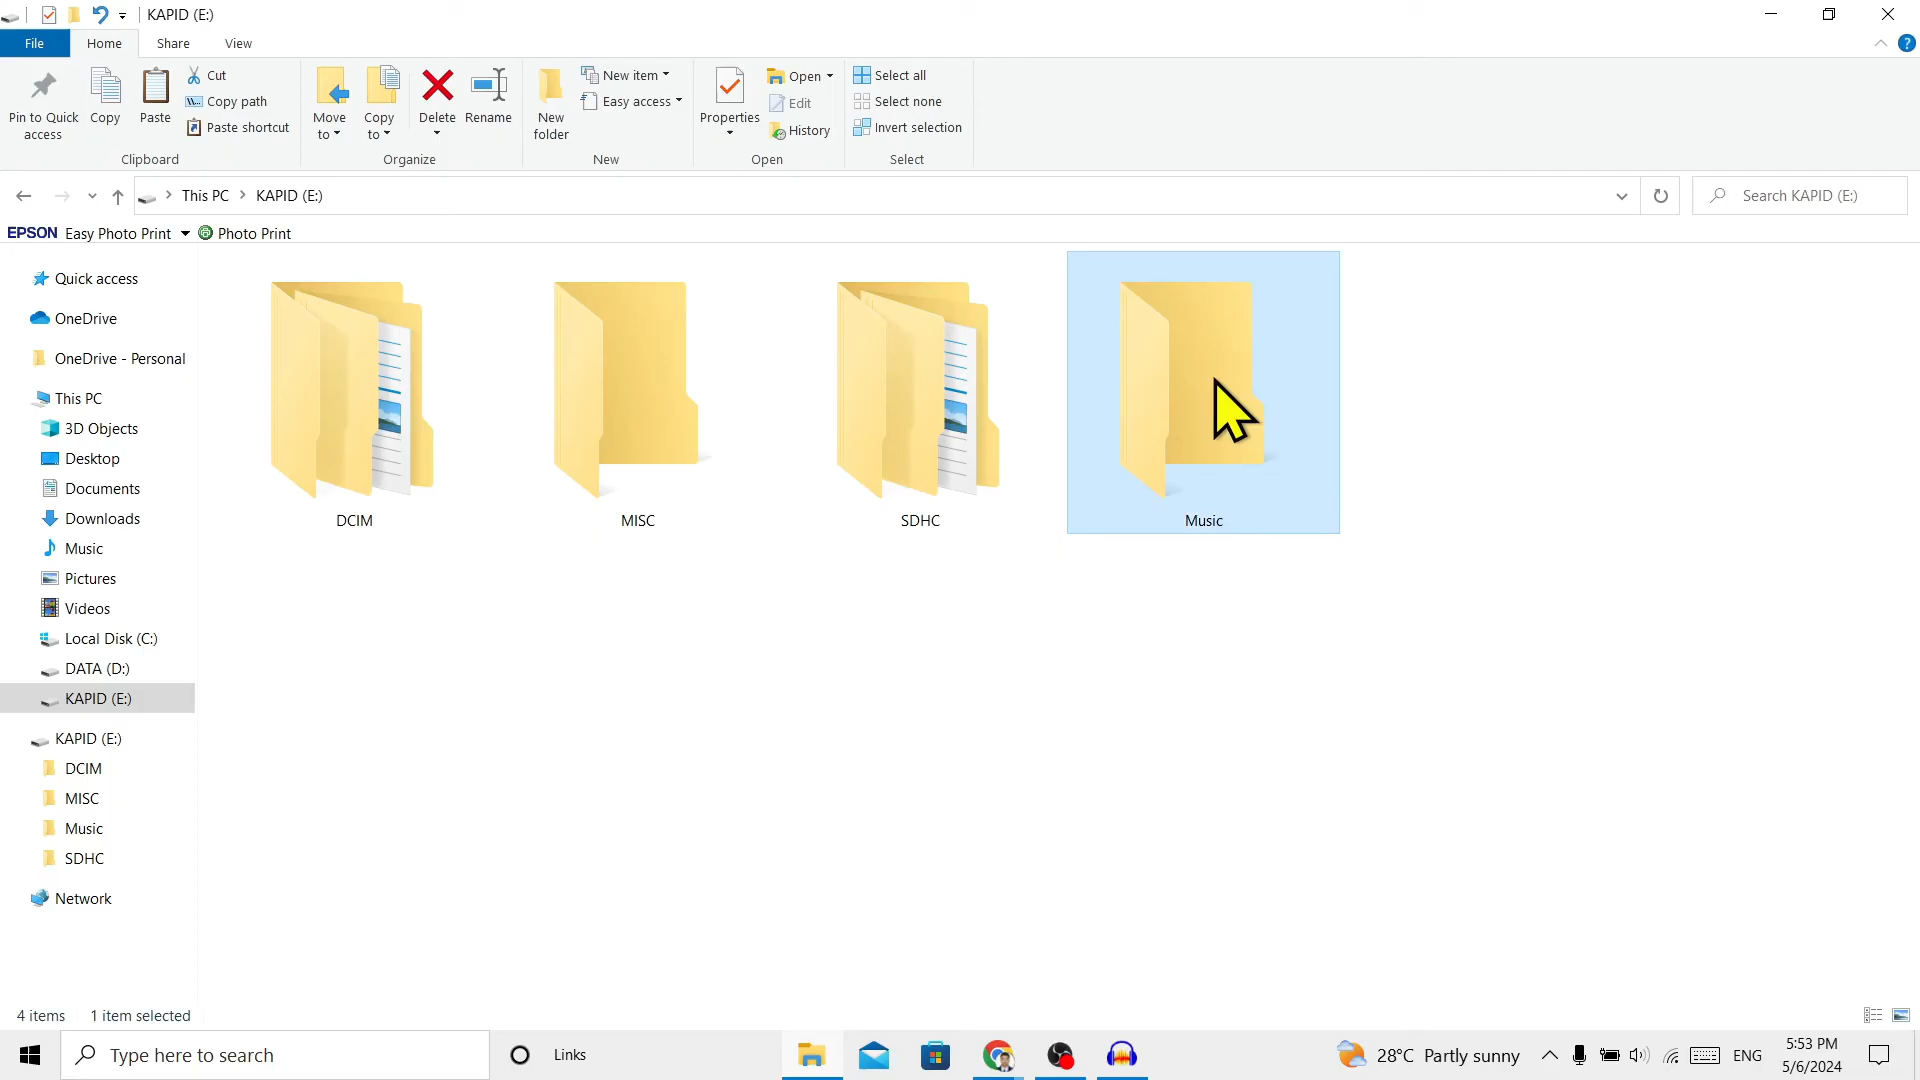 KAPID (E:)
File Home Share View
Pin to Quick access
Copy
Paste
Cut
Copy path
Paste shortcut
Clipboard
Move to
Copy to
Delete
Rename
Organize
New folder
New item
Easy access
New
Properties
Open
Edit
History
Open
Select all
Select none
Invert selection
Select
This PC > KAPID (E:)
Search KAPID (E:)
EPSON Easy Photo Print Photo Print
Quick access
OneDrive
OneDrive - Personal
This PC
3D Objects
Desktop
Documents
Downloads
Music
Pictures
Videos
Local Disk (C:)
DATA (D:)
KAPID (E:)
KAPID (E:)
DCIM
MISC
Music
SDHC
Network
DCIM
MISC
SDHC
Music
4 items 1 item selected
Type here to search
Links
28°C Partly sunny
ENG
5:53 PM
5/6/2024